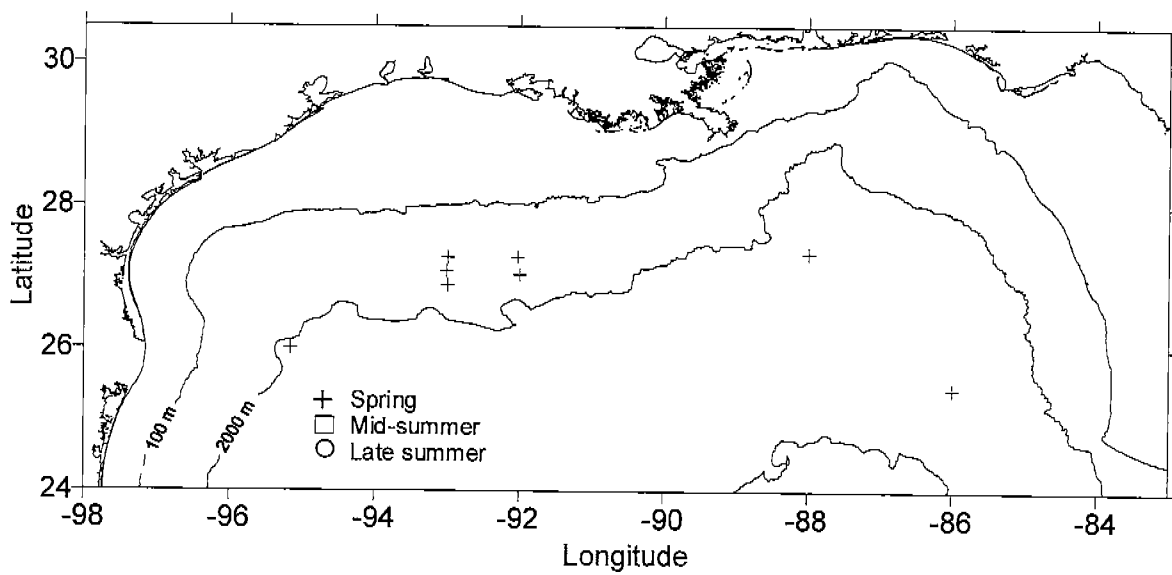 30
28
26
24
Latitude
100 m
2000 m
Spring
Mid-summer
Late summer
-98 -96 -94 -92 -90 -88 -86 -84
Longitude